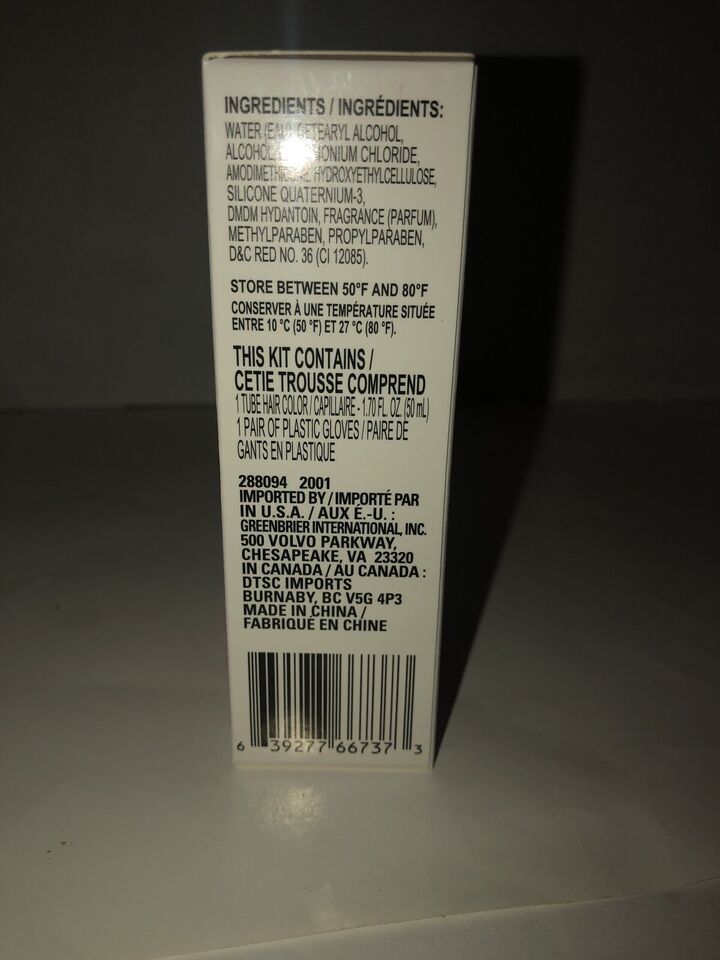 INGREDIENTS / INGRÉDIENTS:
WATER (EAU), CETEARYL ALCOHOL,
ALCOHOL, CHLORIDE,
HYDROXYETHYLCELLULOSE,
SILICONE QUATERNIUM-3,
DMDM HYDANTOIN, FRAGRANCE (PARFUM),
METHYLPARABEN, PROPYLPARABEN,
D&C RED NO. 36 (CI 12085).
STORE BETWEEN 50°F AND 80°F
CONSERVER À UNE TEMPÉRATURE SITUÉE
ENTRE 10 °C (50 °F) ET 27 °C (80 °F).
THIS KIT CONTAINS /
CETIE TROUSSE COMPREND
1 TUBE HAIR COLOR / CAPILLAIRE - 1.70 FL. OZ. (50 mL)
1 PAIR OF PLASTIC GLOVES / PAIRE DE
GANTS EN PLASTIQUE
288094 2001
IMPORTED BY / IMPORTÉ PAR
IN U.S.A. / AUX É.-U. :
GREENBRIER INTERNATIONAL, INC.
500 VOLVO PARKWAY,
CHESAPEAKE, VA 23320
IN CANADA / AU CANADA :
DTSC IMPORTS
BURNABY, BC V5G 4P3
MADE IN CHINA /
FABRIQUÉ EN CHINE
6 39277 66737 3